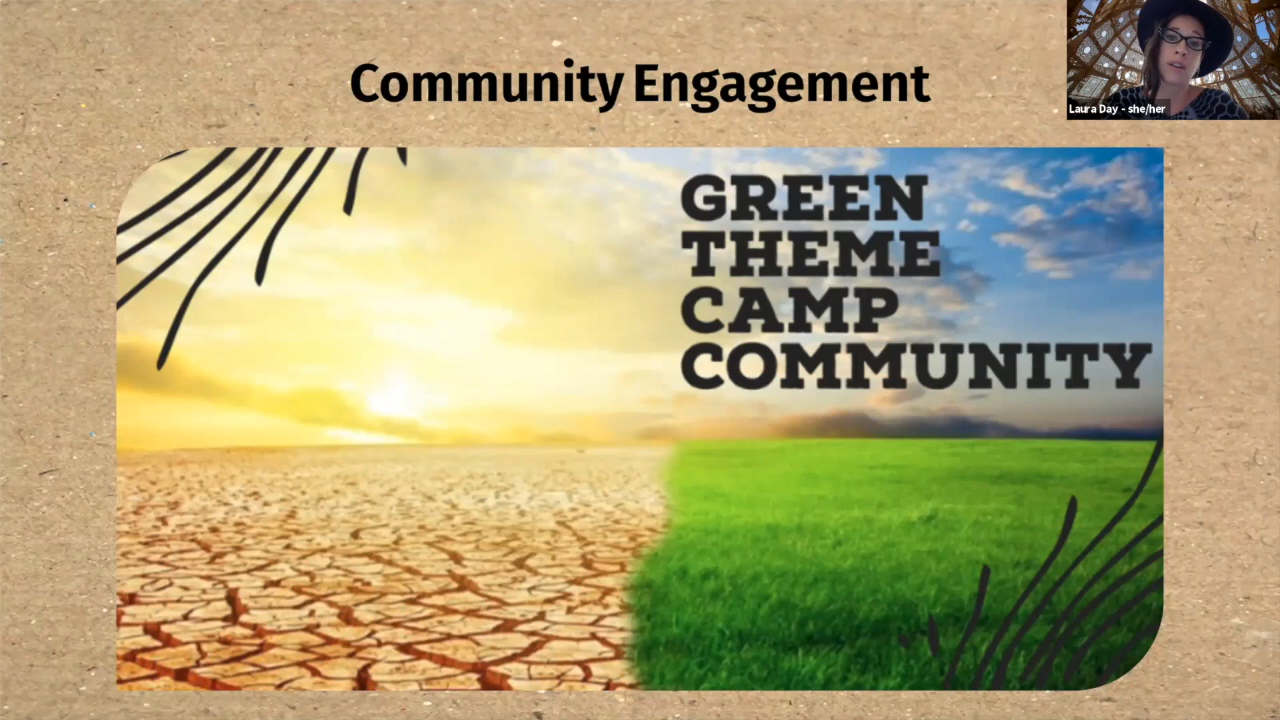 Community Engagement
Laura Day - she/her
GREEN
THEME
CAMP
COMMUNITY